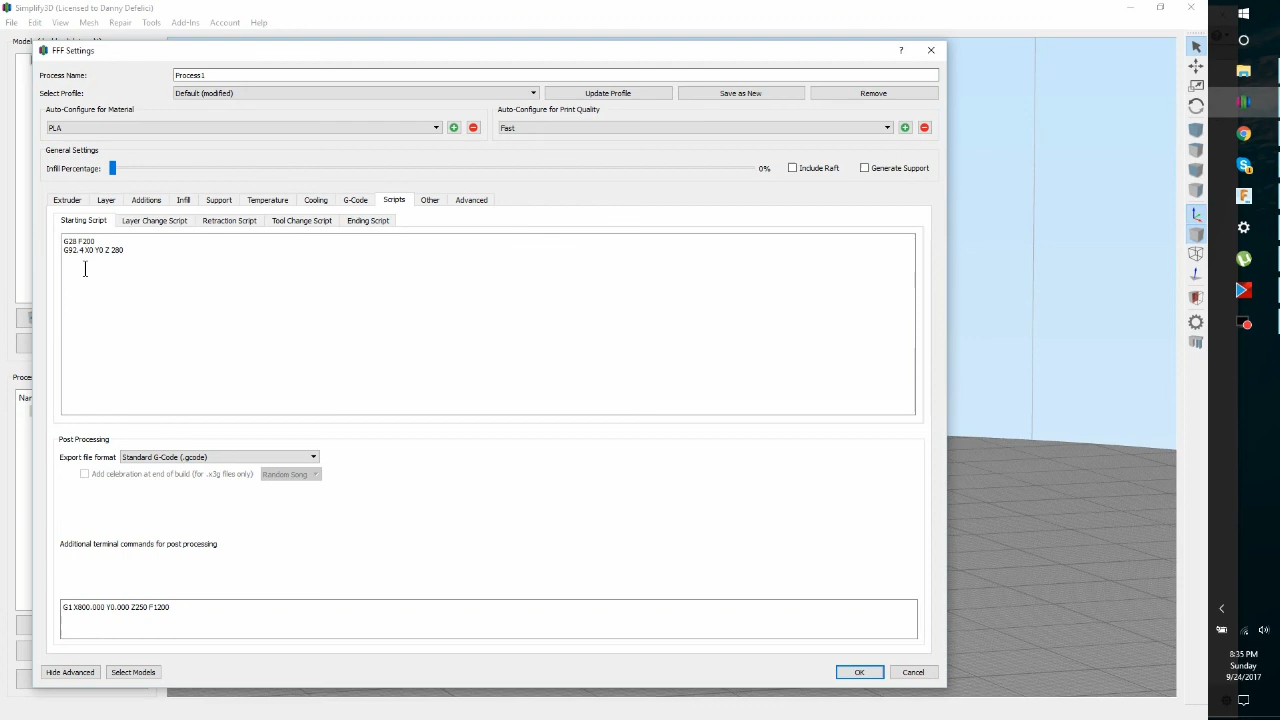 Simplify3D (Licensed to Danny Defelici)
File Edit View Mesh Repair Tools Add-Ins Account Help
FFF Settings
?
Process Name: Process1
Select Profile: Default (modified) Update Profile Save as New Remove
Auto-Configure for Material Auto-Configure for Print Quality
PLA Fast
General Settings
Infill Percentage: 0% Include Raft Generate Support
Extruder Layer Additions Infill Support Temperature Cooling G-Code Scripts Other Advanced
Starting Script Layer Change Script Retraction Script Tool Change Script Ending Script
G28 F200
G92.4 X0 Y0 Z 280
Post Processing
Export file format Standard G-Code (.gcode)
Add celebration at end of build (for .x3g files only) Random Song
Additional terminal commands for post processing
G1 X800.000 Y0.000 Z250 F1200
Hide Advanced Select Models OK Cancel
8:35 PM
Sunday
9/24/2017